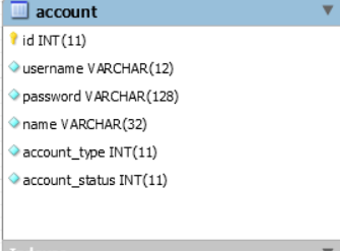 account
id INT(11)
username VARCHAR(12)
password VARCHAR(128)
name VARCHAR(32)
account_type INT(11)
account_status INT(11)